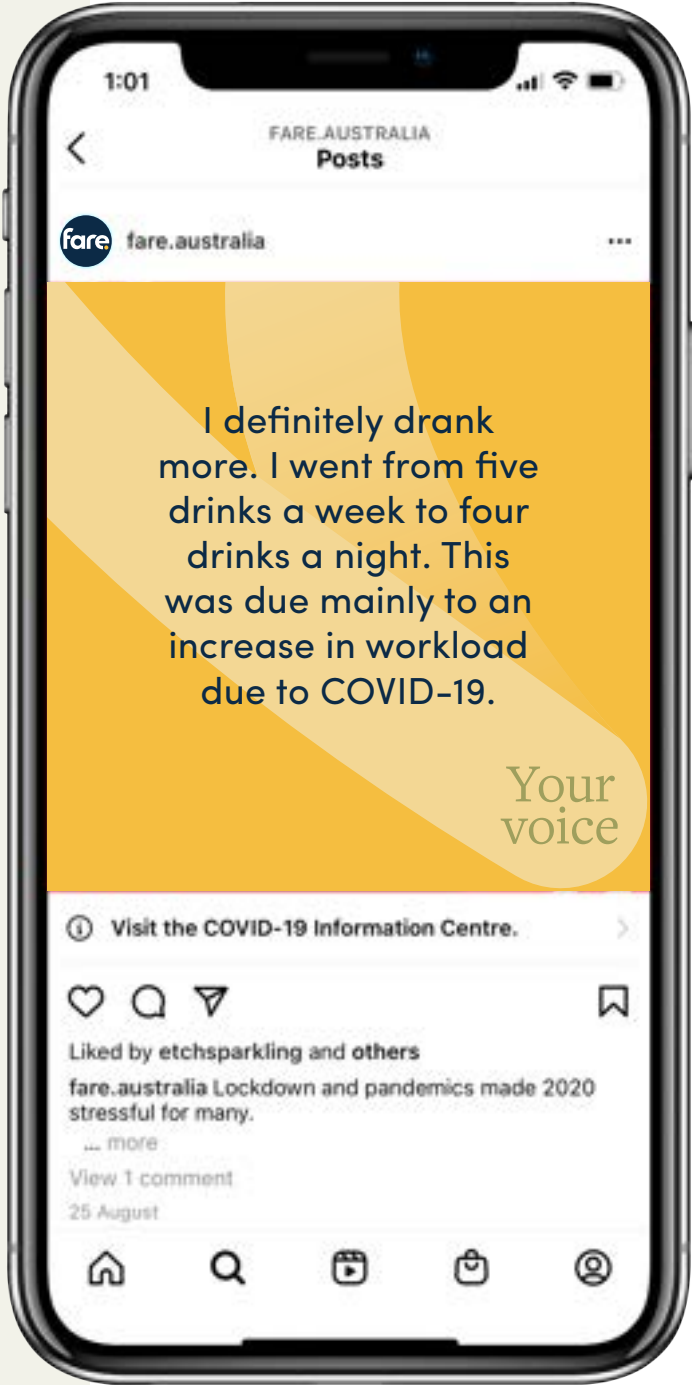 1:01
FARE.AUSTRALIA
Posts
fare.
fare.australia
I definitely drank
more. I went from five
drinks a week to four
drinks a night. This
was due mainly to an
increase in workload
due to COVID-19.
Your
voice
Visit the COVID-19 Information Centre.
Liked by etchsparkling and others
fare.australia Lockdown and pandemics made 2020
stressful for many.
... more
View 1 comment
25 August